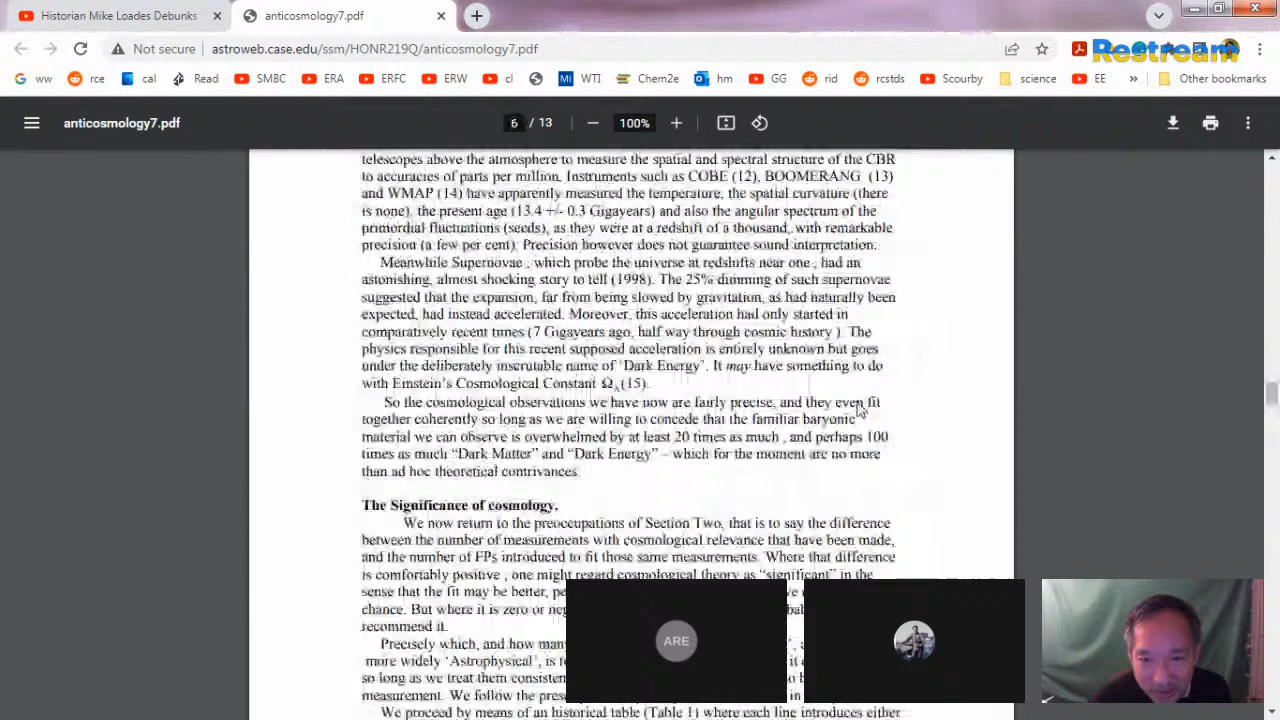 Historian Mike Loades Debunks
anticosmology7.pdf
Not secure
astroweb.case.edu/ssm/HONR219Q/anticosmology7.pdf
Restream
ww rce cal Read SMBC ERA ERFC ERW cl WTI Chem2e hm GG rid rcstds Scourby science EE » Other bookmarks
anticosmology7.pdf
6 / 13
100%
telescopes above the atmosphere to measure the spatial and spectral structure of the CBR
to accuracies of parts per million. Instruments such as COBE (12), BOOMERANG (13)
and WMAP (14) have apparently measured the temperature, the spatial curvature (there
is none), the present age (13.4 +/- 0.3 Gigayears) and also the angular spectrum of the
primordial fluctuations (seeds), as they were at a redshift of a thousand, with remarkable
precision (a few per cent). Precision however does not guarantee sound interpretation.
Meanwhile Supernovae , which probe the universe at redshifts near one , had an
astonishing, almost shocking story to tell (1998). The 25% dimming of such supernovae
suggested that the expansion, far from being slowed by gravitation, as had naturally been
expected, had instead accelerated. Moreover, this acceleration had only started in
comparatively recent times (7 Gigayears ago, half way through cosmic history ). The
physics responsible for this recent supposed acceleration is entirely unknown but goes
under the deliberately inscrutable name of 'Dark Energy'. It may have something to do
with Einstein's Cosmological Constant ΩΛ(15).
So the cosmological observations we have now are fairly precise, and they even fit
together coherently so long as we are willing to concede that the familiar baryonic
material we can observe is overwhelmed by at least 20 times as much , and perhaps 100
times as much "Dark Matter" and "Dark Energy" – which for the moment are no more
than ad hoc theoretical contrivances.
The Significance of cosmology.
We now return to the preoccupations of Section Two, that is to say the difference
between the number of measurements with cosmological relevance that have been made,
and the number of FPs introduced to fit those same measurements. Where that difference
is comfortably positive , one might regard cosmological theory as "significant" in the
sense that the fit may be better,
chance. But where it is zero or
recommend it.
Precisely which, and how
more widely 'Astrophysical', is
so long as we treat them
measurement. We follow the
We proceed by means of an historical table (Table 1) where each line introduces either
ARE